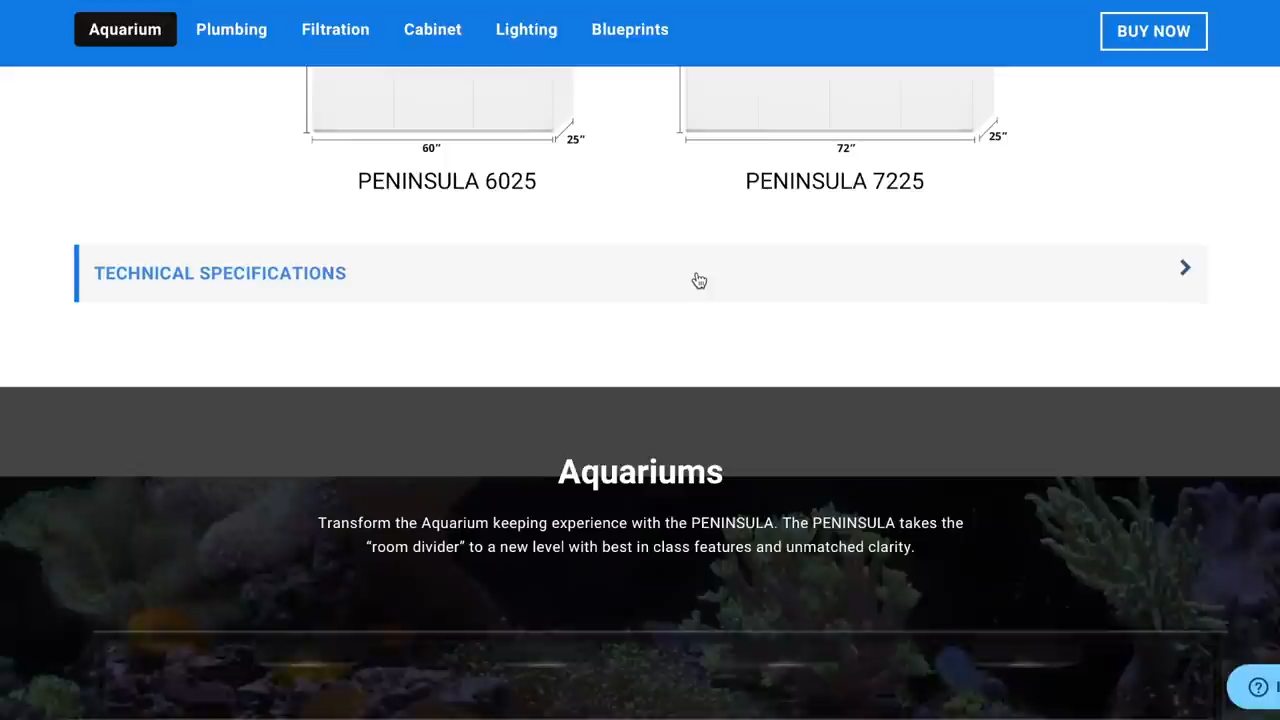 Aquarium Plumbing Filtration Cabinet Lighting Blueprints BUY NOW
60” 25” 72” 25”
PENINSULA 6025 PENINSULA 7225
TECHNICAL SPECIFICATIONS
Aquariums
Transform the Aquarium keeping experience with the PENINSULA. The PENINSULA takes the
“room divider” to a new level with best in class features and unmatched clarity.